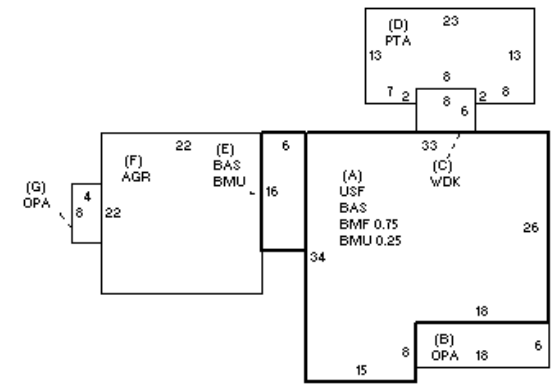 (D)
PTA
23
13
13
7
2
8
8
2
8
6
22
(E)
BAS
BMU
6
33
(F)
AGR
(A)
USF
BAS
BMF 0.75
BMU 0.25
(C)
WDK
(G)
OPA
4
8
22
16
34
26
18
8
(B)
OPA
18
6
15